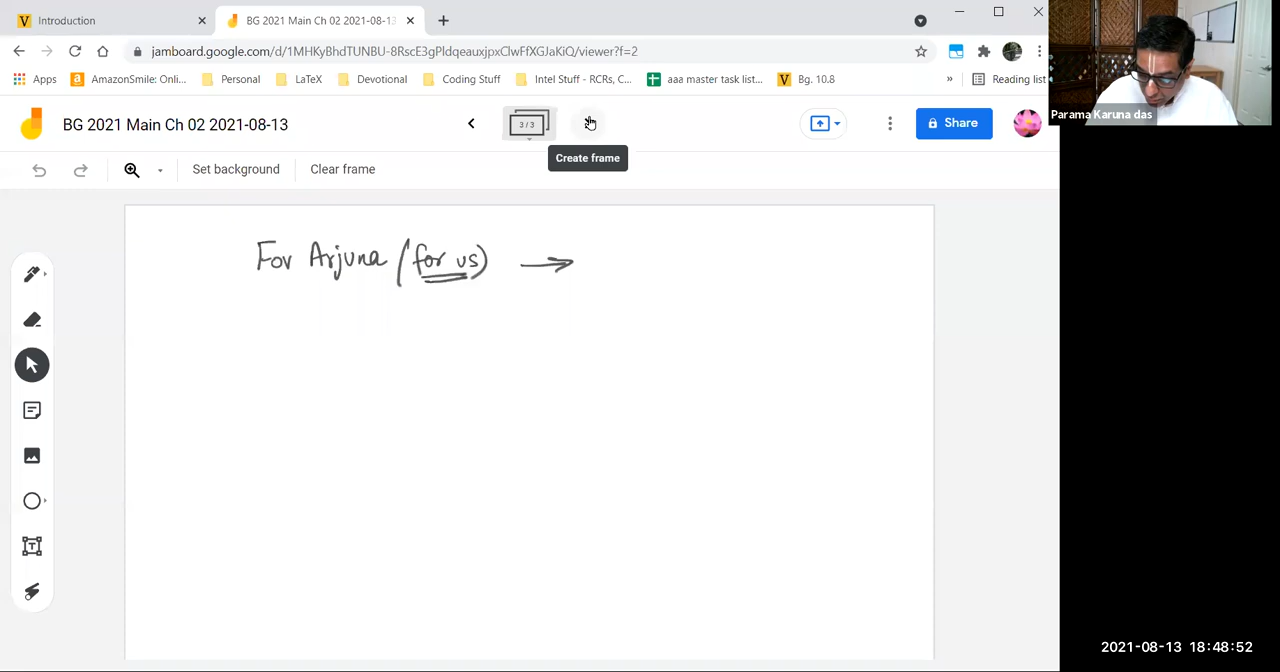 V Introduction
BG 2021 Main Ch 02 2021-08-13
jamboard.google.com/d/1MHKyBhdTUNBU-8RscE3gPldqeauxjpxClwFfXGJaKiQ/viewer?f=2
Apps
a AmazonSmile: Onli...
Personal
LaTeX
Devotional
Coding Stuff
Intel Stuff - RCRs, C...
aaa master task list...
V Bg. 10.8
»
Reading list
Parama Karuna das
BG 2021 Main Ch 02 2021-08-13
3 / 3
Share
Create frame
Set background
Clear frame
For Arjuna (for us) →
T
2021-08-13 18:48:52